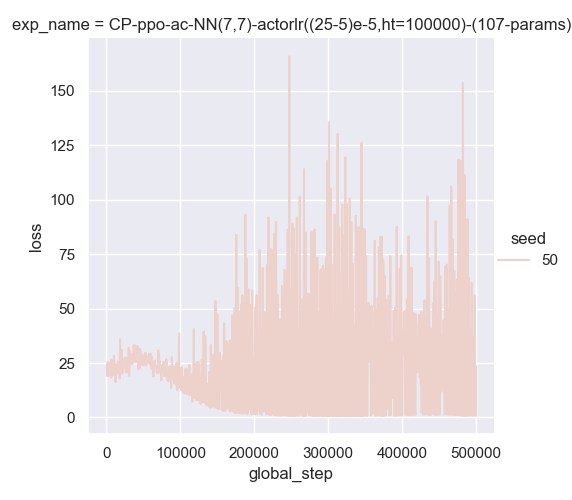 exp_name = CP-ppo-ac-NN(7,7)-actorlr((25-5)e-5,ht=100000)-(107-params)
150
125
100
75
50
25
0
loss
0 100000 200000 300000 400000 500000
global_step
seed
50